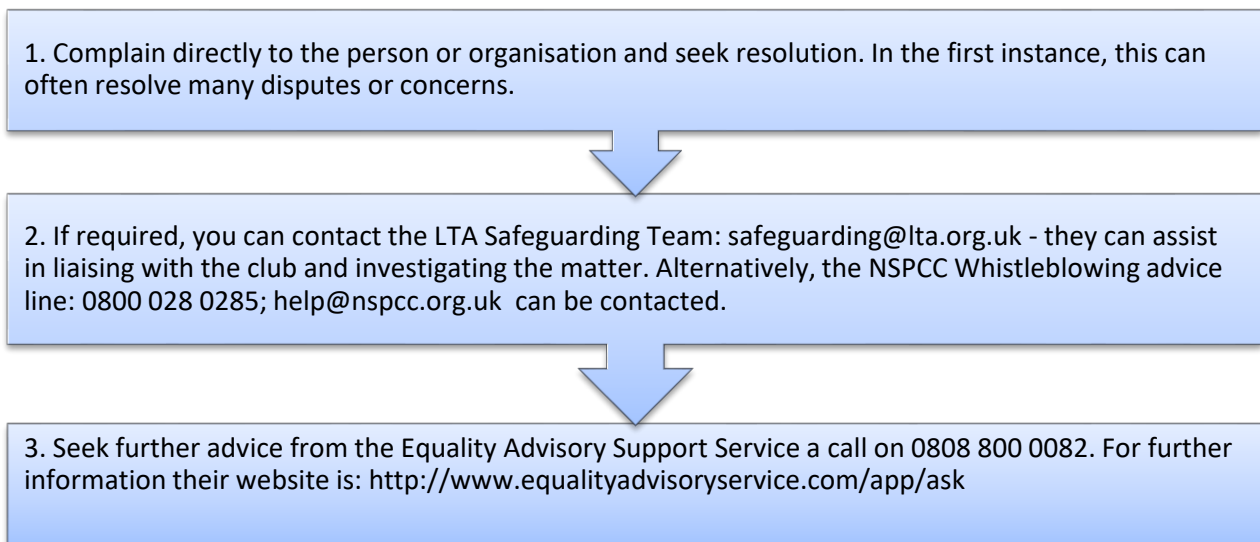 1. Complain directly to the person or organisation and seek resolution. In the first instance, this can
often resolve many disputes or concerns.
2. If required, you can contact the LTA Safeguarding Team: safeguarding@lta.org.uk - they can assist
in liaising with the club and investigating the matter. Alternatively, the NSPCC Whistleblowing advice
line: 0800 028 0285; help@nspcc.org.uk  can be contacted.
3. Seek further advice from the Equality Advisory Support Service a call on 0808 800 0082. For further
information their website is: http://www.equalityadvisoryservice.com/app/ask